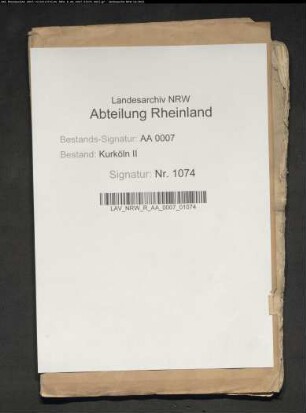 Landesarchiv NRW
Abteilung Rheinland
Bestands-Signatur: AA 0007
Bestand: Kurköln II
Signatur: Nr. 1074
LAV_NRW_R_AA_0007_01074